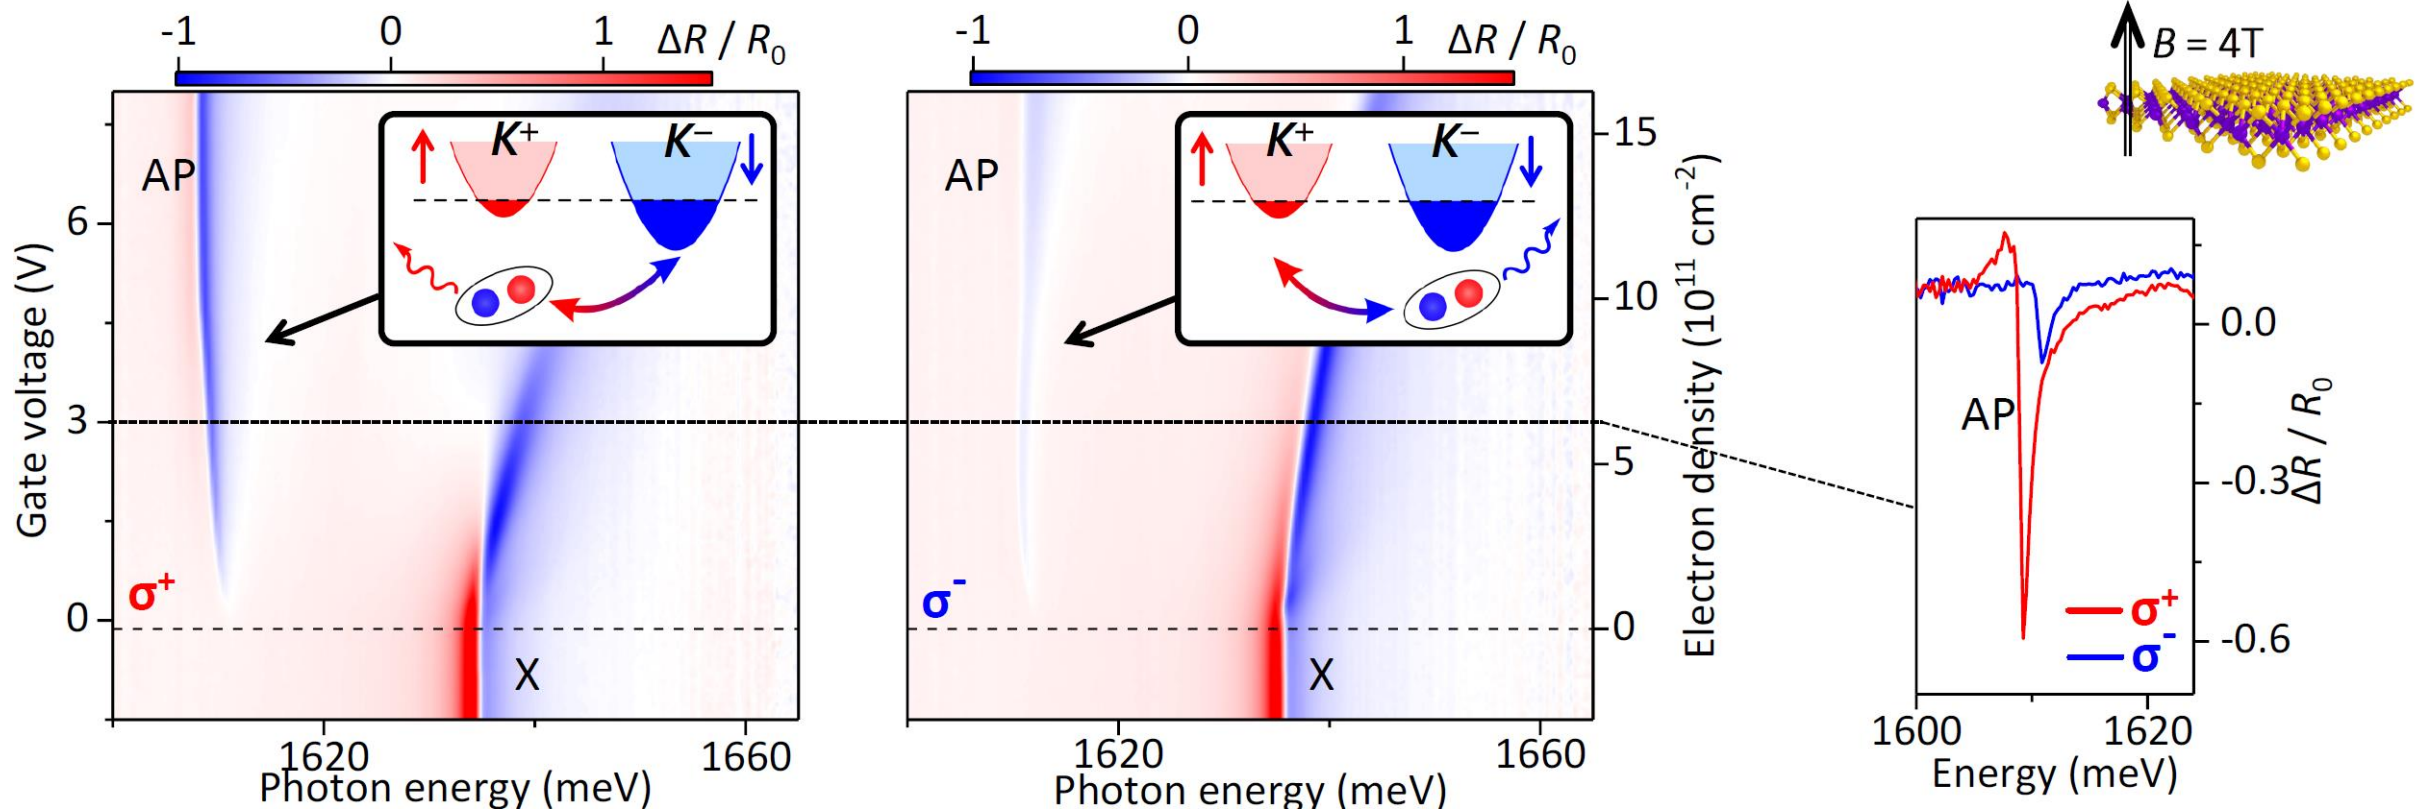 -1 0 1 ΔR / R₀
-1 0 1 ΔR / R₀
B = 4T
AP
K⁺ K⁻
6
3
0
Gate voltage (V)
σ⁺
X
1620 1660
Photon energy (meV)
AP
K⁺ K⁻
15
10
5
0
Electron density (10¹¹ cm⁻²)
σ⁻
X
1620 1660
Photon energy (meV)
AP
0.0
-0.3
-0.6
ΔR / R₀
σ⁺
σ⁻
1600 1620
Energy (meV)